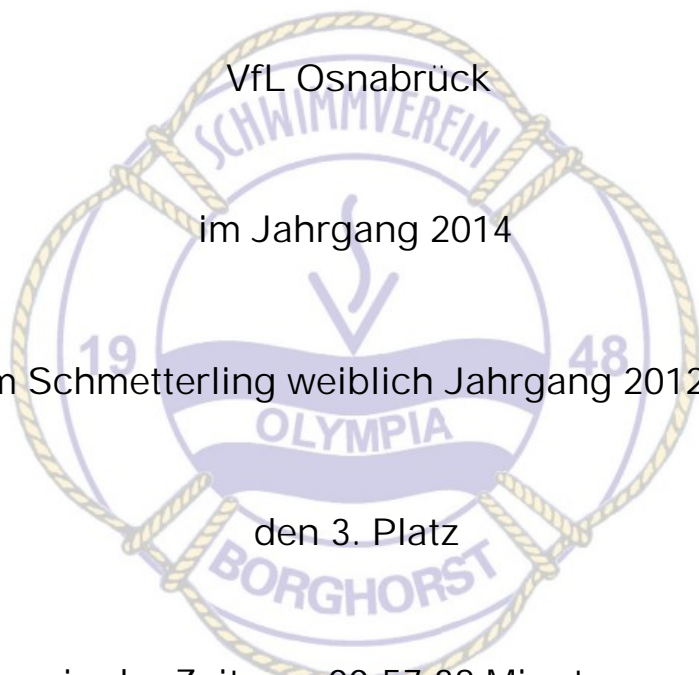 VfL Osnabrück
SCHWIMMVEREIN
im Jahrgang 2014
19 48
Schmetterling weiblich Jahrgang 2012
OLYMPIA
den 3. Platz
BORGHORST